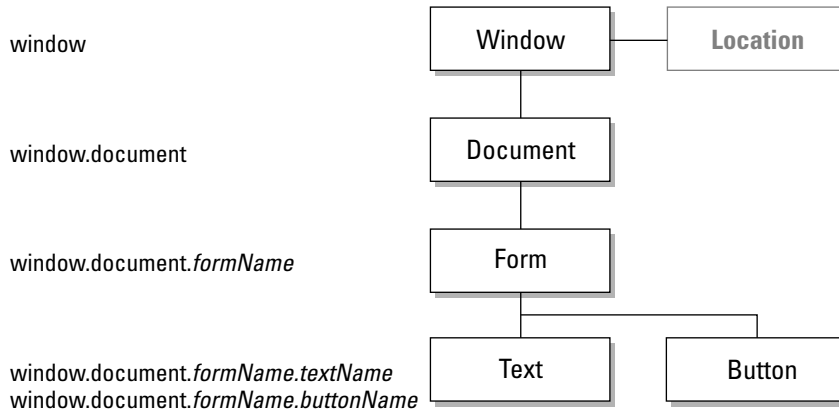 window
Window
Location
window.document
Document
window.document.formName
Form
window.document.formName.textName
window.document.formName.buttonName
Text
Button